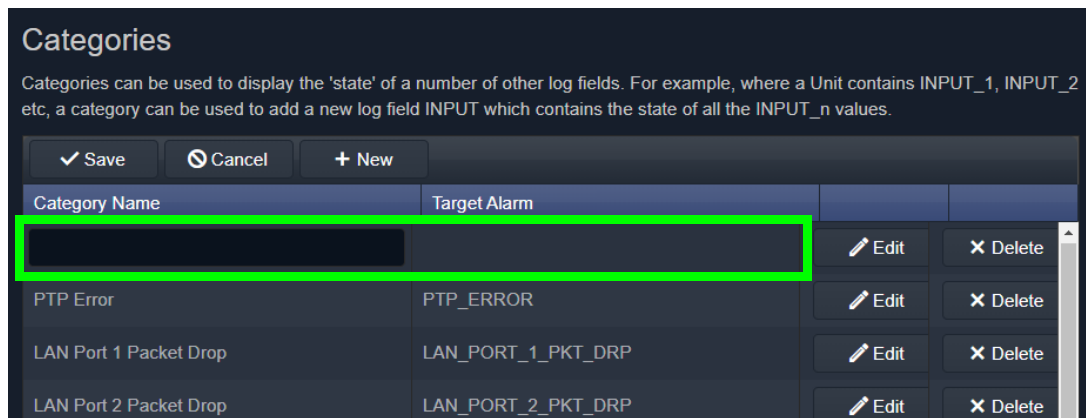 Categories
Categories can be used to display the 'state' of a number of other log fields. For example, where a Unit contains INPUT_1, INPUT_2
etc, a category can be used to add a new log field INPUT which contains the state of all the INPUT_n values.
Save Cancel New
Category Name Target Alarm
Edit Delete
PTP Error PTP_ERROR Edit Delete
LAN Port 1 Packet Drop LAN_PORT_1_PKT_DRP Edit Delete
LAN Port 2 Packet Drop LAN_PORT_2_PKT_DRP Edit Delete